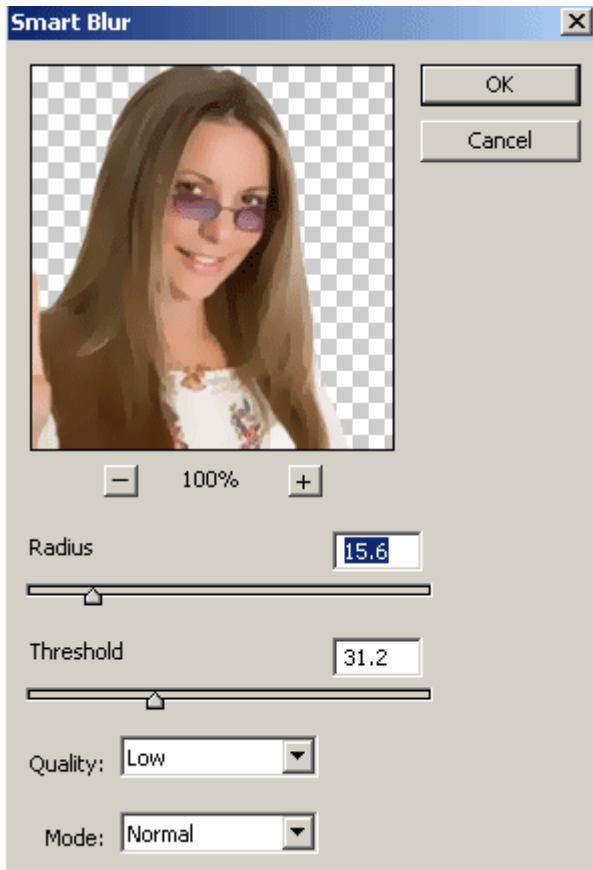 Smart Blur
OK
Cancel
100%
Radius
15.6
Threshold
31.2
Quality: Low
Mode: Normal